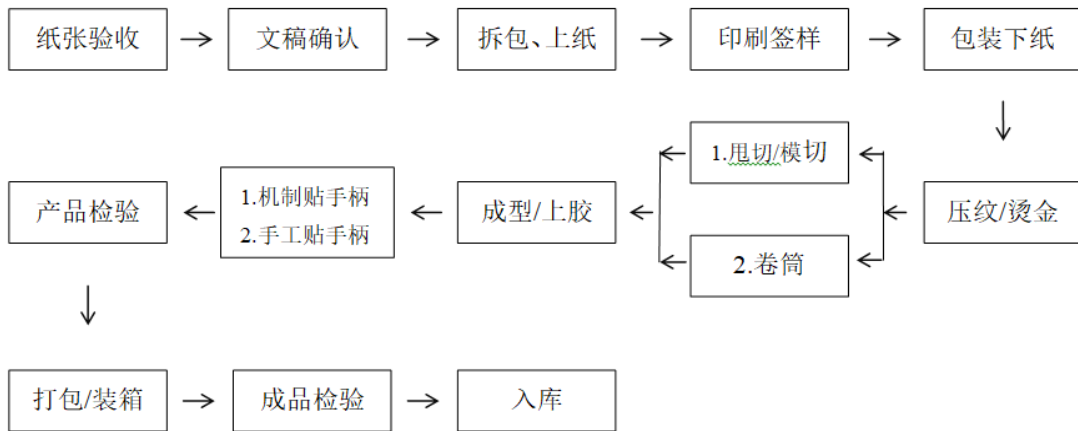 纸张验收
文稿确认
拆包、上纸
印刷签样
包装下纸
压纹/烫金
1.甩切/模切
2.卷筒
成型/上胶
1.机制贴手柄
2.手工贴手柄
产品检验
打包/装箱
成品检验
入库